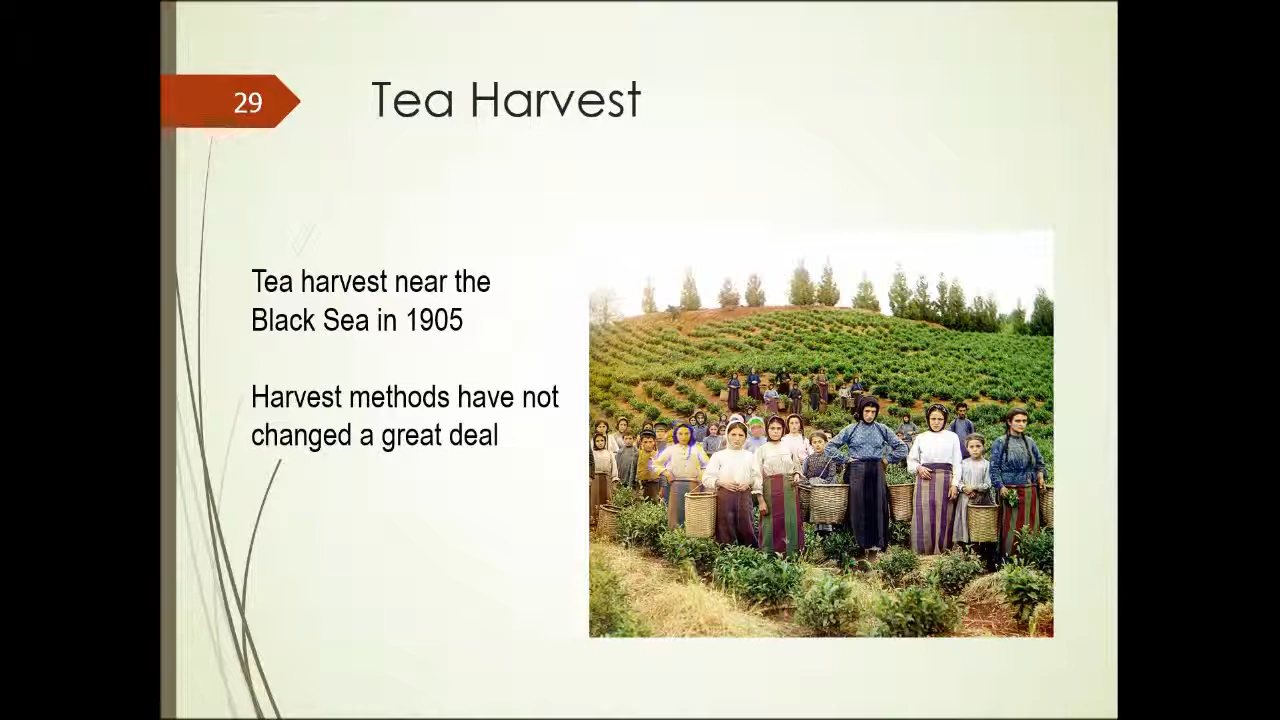 29
Tea Harvest
Tea harvest near the
Black Sea in 1905
Harvest methods have not
changed a great deal